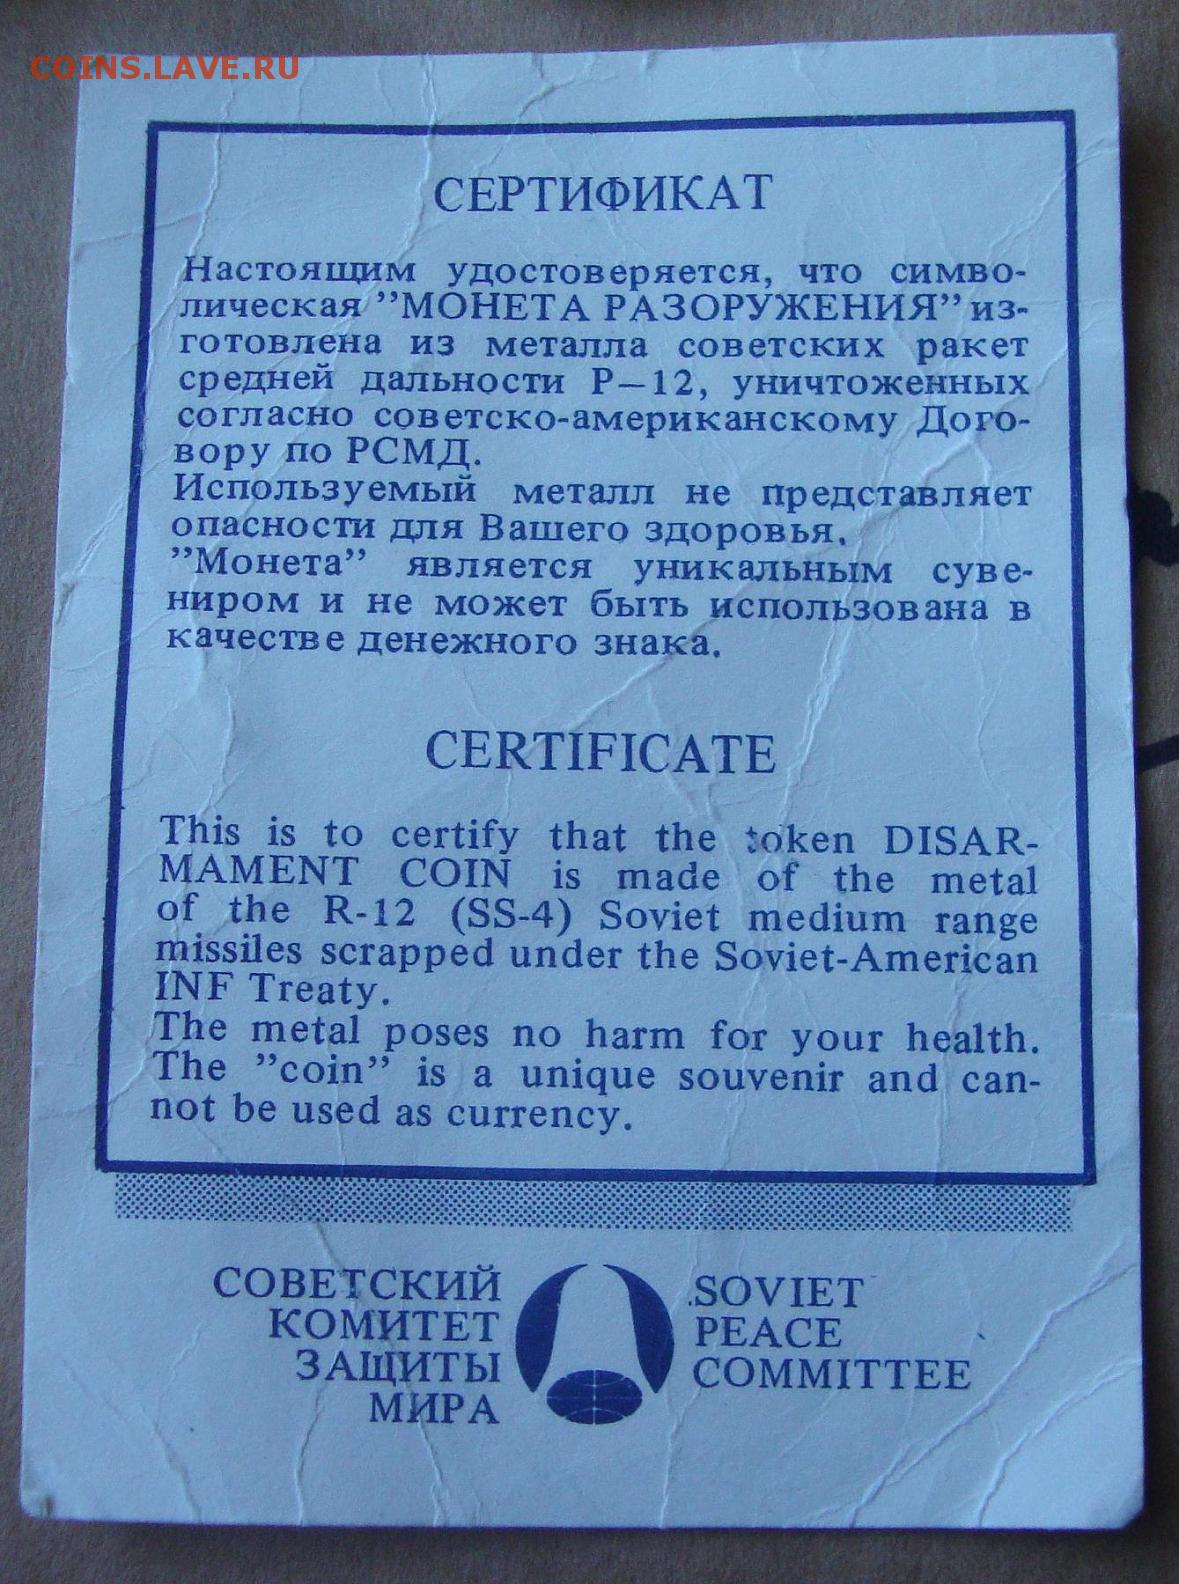 COINS.LAVE.RU
СЕРТИФИКАТ
Настоящим удостоверяется, что симво-
лическая ”МОНЕТА РАЗОРУЖЕНИЯ” из-
готовлена из металла советских ракет
средней дальности Р—12, уничтоженных
согласно советско-американскому Дого-
вору по РСМД.
Используемый металл не представляет
опасности для Вашего здоровья.
”Монета” является уникальным суве-
ниром и не может быть использована в
качестве денежного знака.
CERTIFICATE
This is to certify that the token DISAR-
MAMENT COIN is made of the metal
of the R-12 (SS-4) Soviet medium range
missiles scrapped under the Soviet-American
INF Treaty.
The metal poses no harm for your health.
The ”coin” is a unique souvenir and can-
not be used as currency.
СОВЕТСКИЙ
КОМИТЕТ
ЗАЩИТЫ
МИРА
SOVIET
PEACE
COMMITTEE